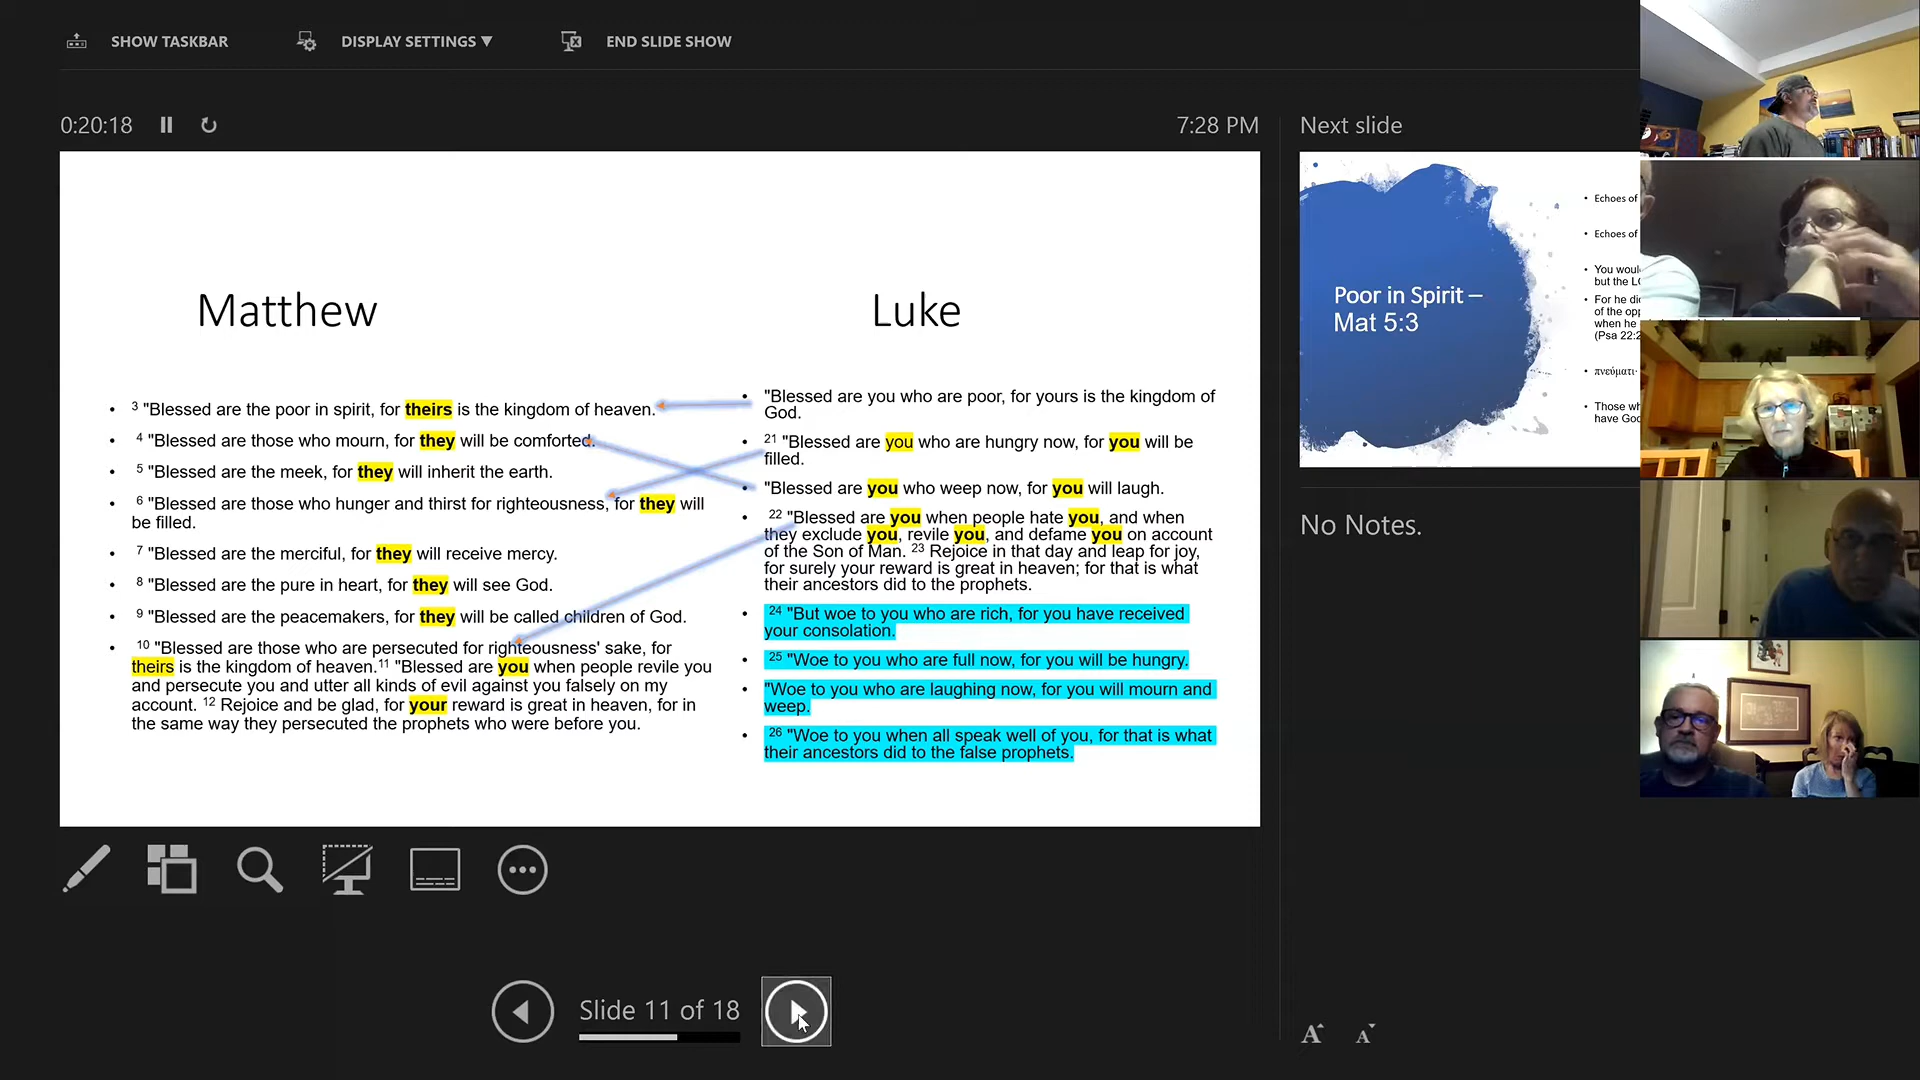 SHOW TASKBAR
DISPLAY SETTINGS ▼
END SLIDE SHOW
0:20:18
7:28 PM
Next slide
Matthew
• 3 "Blessed are the poor in spirit, for theirs is the kingdom of heaven.
• 4 "Blessed are those who mourn, for they will be comforted.
• 5 "Blessed are the meek, for they will inherit the earth.
• 6 "Blessed are those who hunger and thirst for righteousness, for they will
be filled.
• 7 "Blessed are the merciful, for they will receive mercy.
• 8 "Blessed are the pure in heart, for they will see God.
• 9 "Blessed are the peacemakers, for they will be called children of God.
• 10 "Blessed are those who are persecuted for righteousness' sake, for
theirs is the kingdom of heaven.11 "Blessed are you when people revile you
and persecute you and utter all kinds of evil against you falsely on my
account. 12 Rejoice and be glad, for your reward is great in heaven, for in
the same way they persecuted the prophets who were before you.
Luke
• "Blessed are you who are poor, for yours is the kingdom of
God.
• 21 "Blessed are you who are hungry now, for you will be
filled.
• "Blessed are you who weep now, for you will laugh.
• 22 "Blessed are you when people hate you, and when
they exclude you, revile you, and defame you on account
of the Son of Man. 23 Rejoice in that day and leap for joy,
for surely your reward is great in heaven; for that is what
their ancestors did to the prophets.
• 24 "But woe to you who are rich, for you have received
your consolation.
• 25 "Woe to you who are full now, for you will be hungry.
• "Woe to you who are laughing now, for you will mourn and
weep.
• 26 "Woe to you when all speak well of you, for that is what
their ancestors did to the false prophets.
Poor in Spirit –
Mat 5:3
• Echoes of
• Echoes of
• You
but the
• For he
of the
when he
(Psa
• πνεύματι
• Those
have
No Notes.
Slide 11 of 18
A A